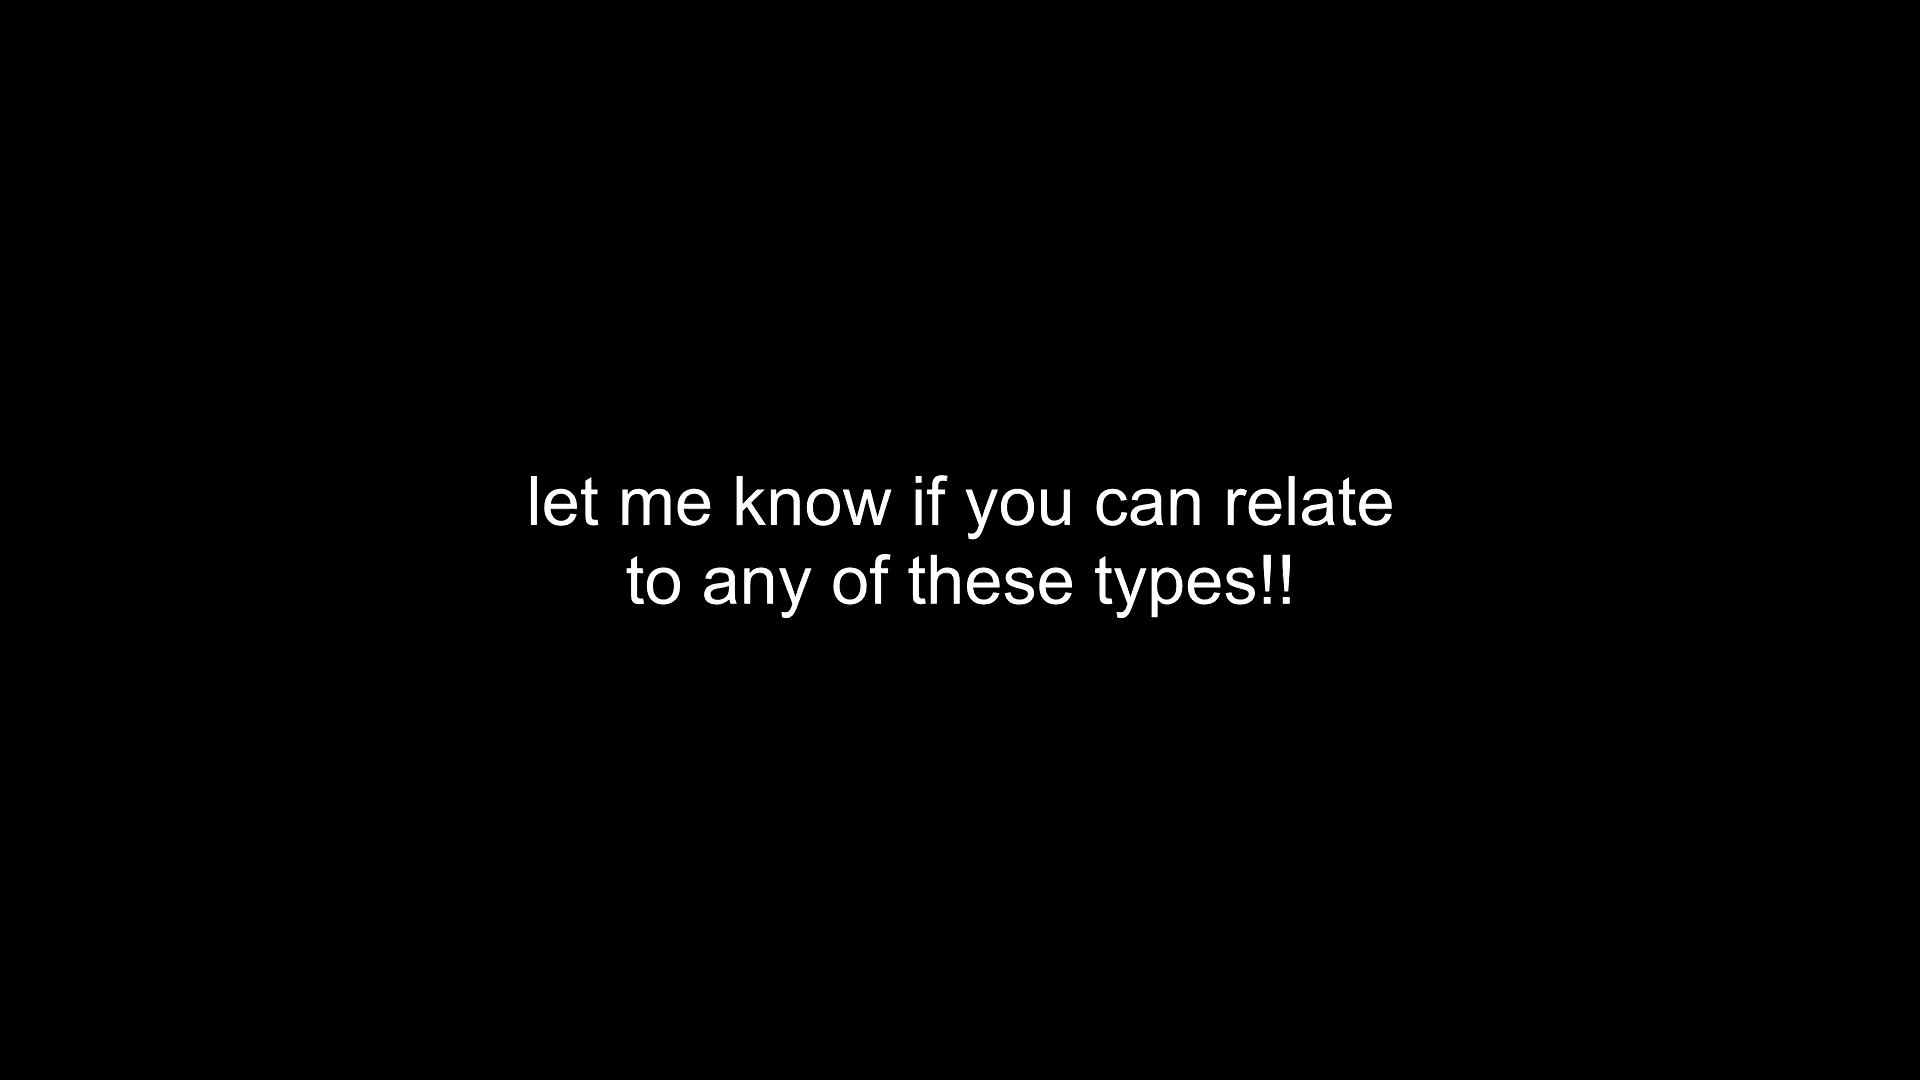 let me know if you can relate
to any of these types!!